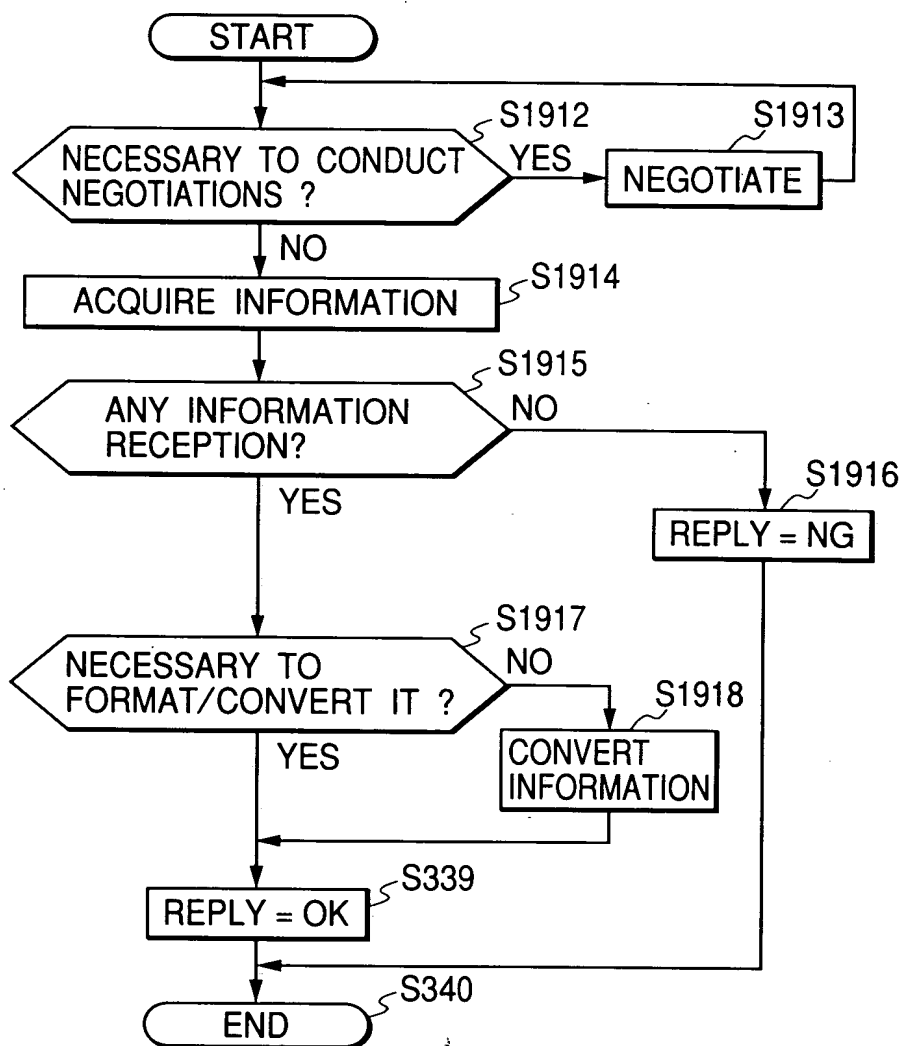 START
S1912
NECESSARY TO CONDUCT
NEGOTIATIONS ?
YES
S1913
NEGOTIATE
NO
S1914
ACQUIRE INFORMATION
S1915
ANY INFORMATION
RECEPTION?
NO
YES
S1916
REPLY = NG
S1917
NECESSARY TO
FORMAT/CONVERT IT ?
NO
YES
S1918
CONVERT
INFORMATION
S339
REPLY = OK
S340
END